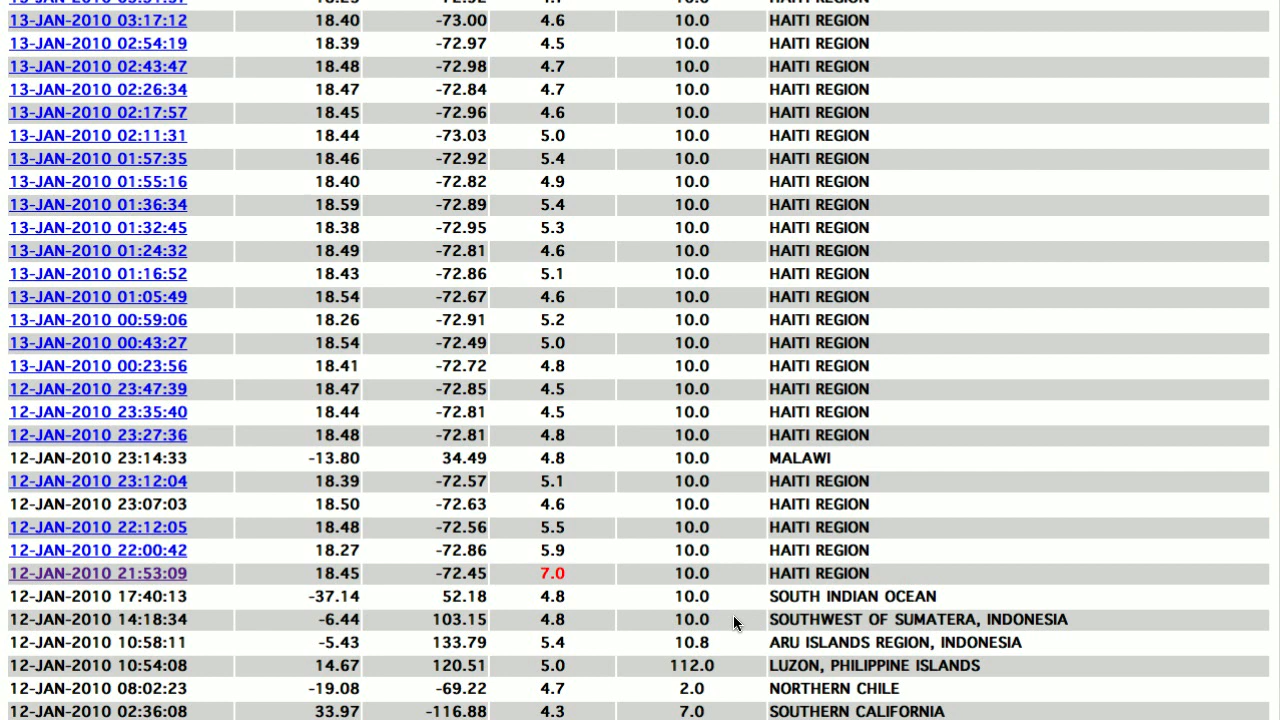 13-JAN-2010 03:17:12 18.40 -73.00 4.6 10.0 HAITI REGION
13-JAN-2010 02:54:19 18.39 -72.97 4.5 10.0 HAITI REGION
13-JAN-2010 02:43:47 18.48 -72.98 4.7 10.0 HAITI REGION
13-JAN-2010 02:26:34 18.47 -72.84 4.7 10.0 HAITI REGION
13-JAN-2010 02:17:57 18.45 -72.96 4.6 10.0 HAITI REGION
13-JAN-2010 02:11:31 18.44 -73.03 5.0 10.0 HAITI REGION
13-JAN-2010 01:57:35 18.46 -72.92 5.4 10.0 HAITI REGION
13-JAN-2010 01:55:16 18.40 -72.82 4.9 10.0 HAITI REGION
13-JAN-2010 01:36:34 18.59 -72.89 5.4 10.0 HAITI REGION
13-JAN-2010 01:32:45 18.38 -72.95 5.3 10.0 HAITI REGION
13-JAN-2010 01:24:32 18.49 -72.81 4.6 10.0 HAITI REGION
13-JAN-2010 01:16:52 18.43 -72.86 5.1 10.0 HAITI REGION
13-JAN-2010 01:05:49 18.54 -72.67 4.6 10.0 HAITI REGION
13-JAN-2010 00:59:06 18.26 -72.91 5.2 10.0 HAITI REGION
13-JAN-2010 00:43:27 18.54 -72.49 5.0 10.0 HAITI REGION
13-JAN-2010 00:23:56 18.41 -72.72 4.8 10.0 HAITI REGION
12-JAN-2010 23:47:39 18.47 -72.85 4.5 10.0 HAITI REGION
12-JAN-2010 23:35:40 18.44 -72.81 4.5 10.0 HAITI REGION
12-JAN-2010 23:27:36 18.48 -72.81 4.8 10.0 HAITI REGION
12-JAN-2010 23:14:33 -13.80 34.49 4.8 10.0 MALAWI
12-JAN-2010 23:12:04 18.39 -72.57 5.1 10.0 HAITI REGION
12-JAN-2010 23:07:03 18.50 -72.63 4.6 10.0 HAITI REGION
12-JAN-2010 22:12:05 18.48 -72.56 5.5 10.0 HAITI REGION
12-JAN-2010 22:00:42 18.27 -72.86 5.9 10.0 HAITI REGION
12-JAN-2010 21:53:09 18.45 -72.45 7.0 10.0 HAITI REGION
12-JAN-2010 17:40:13 -37.14 52.18 4.8 10.0 SOUTH INDIAN OCEAN
12-JAN-2010 14:18:34 -6.44 103.15 4.8 10.0 SOUTHWEST OF SUMATERA, INDONESIA
12-JAN-2010 10:58:11 -5.43 133.79 5.4 10.8 ARU ISLANDS REGION, INDONESIA
12-JAN-2010 10:54:08 14.67 120.51 5.0 112.0 LUZON, PHILIPPINE ISLANDS
12-JAN-2010 08:02:23 -19.08 -69.22 4.7 2.0 NORTHERN CHILE
12-JAN-2010 02:36:08 33.97 -116.88 4.3 7.0 SOUTHERN CALIFORNIA